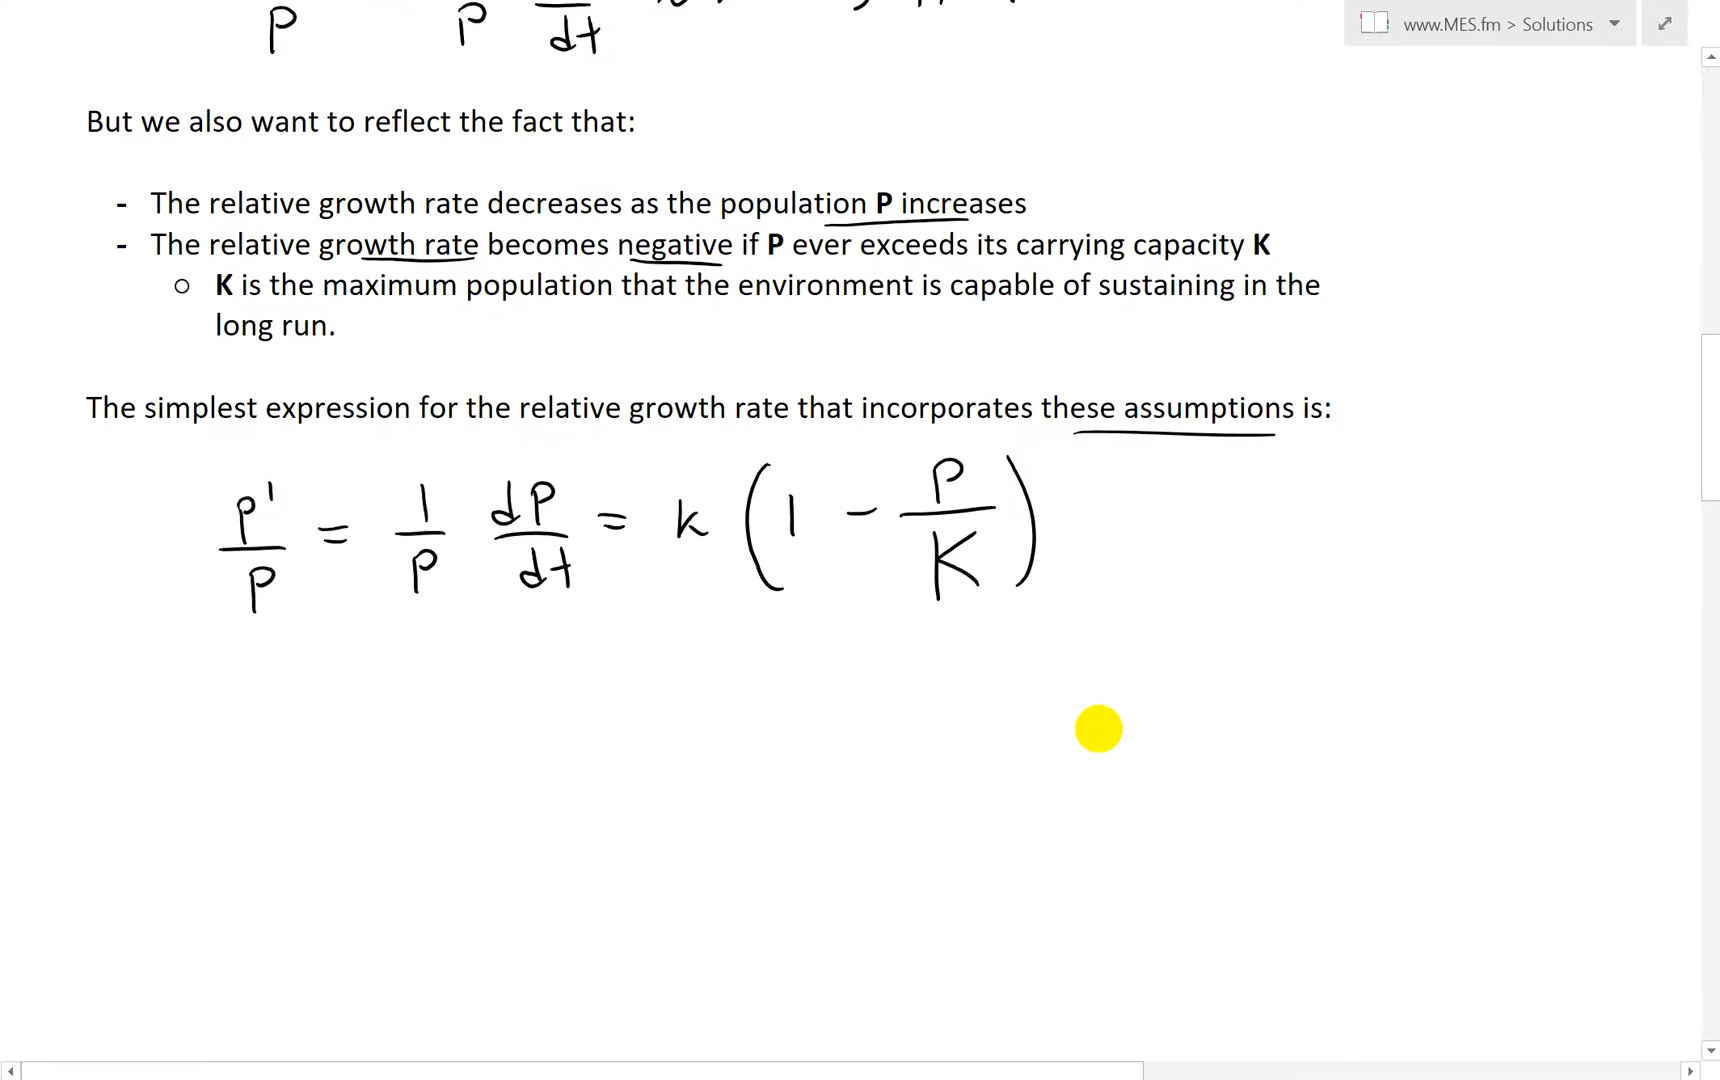 P P dt
www.MES.fm > Solutions
But we also want to reflect the fact that:
- The relative growth rate decreases as the population P increases
- The relative growth rate becomes negative if P ever exceeds its carrying capacity K
○ K is the maximum population that the environment is capable of sustaining in the
long run.
The simplest expression for the relative growth rate that incorporates these assumptions is:
P'/P = 1/P dP/dt = k (1 - P/K)